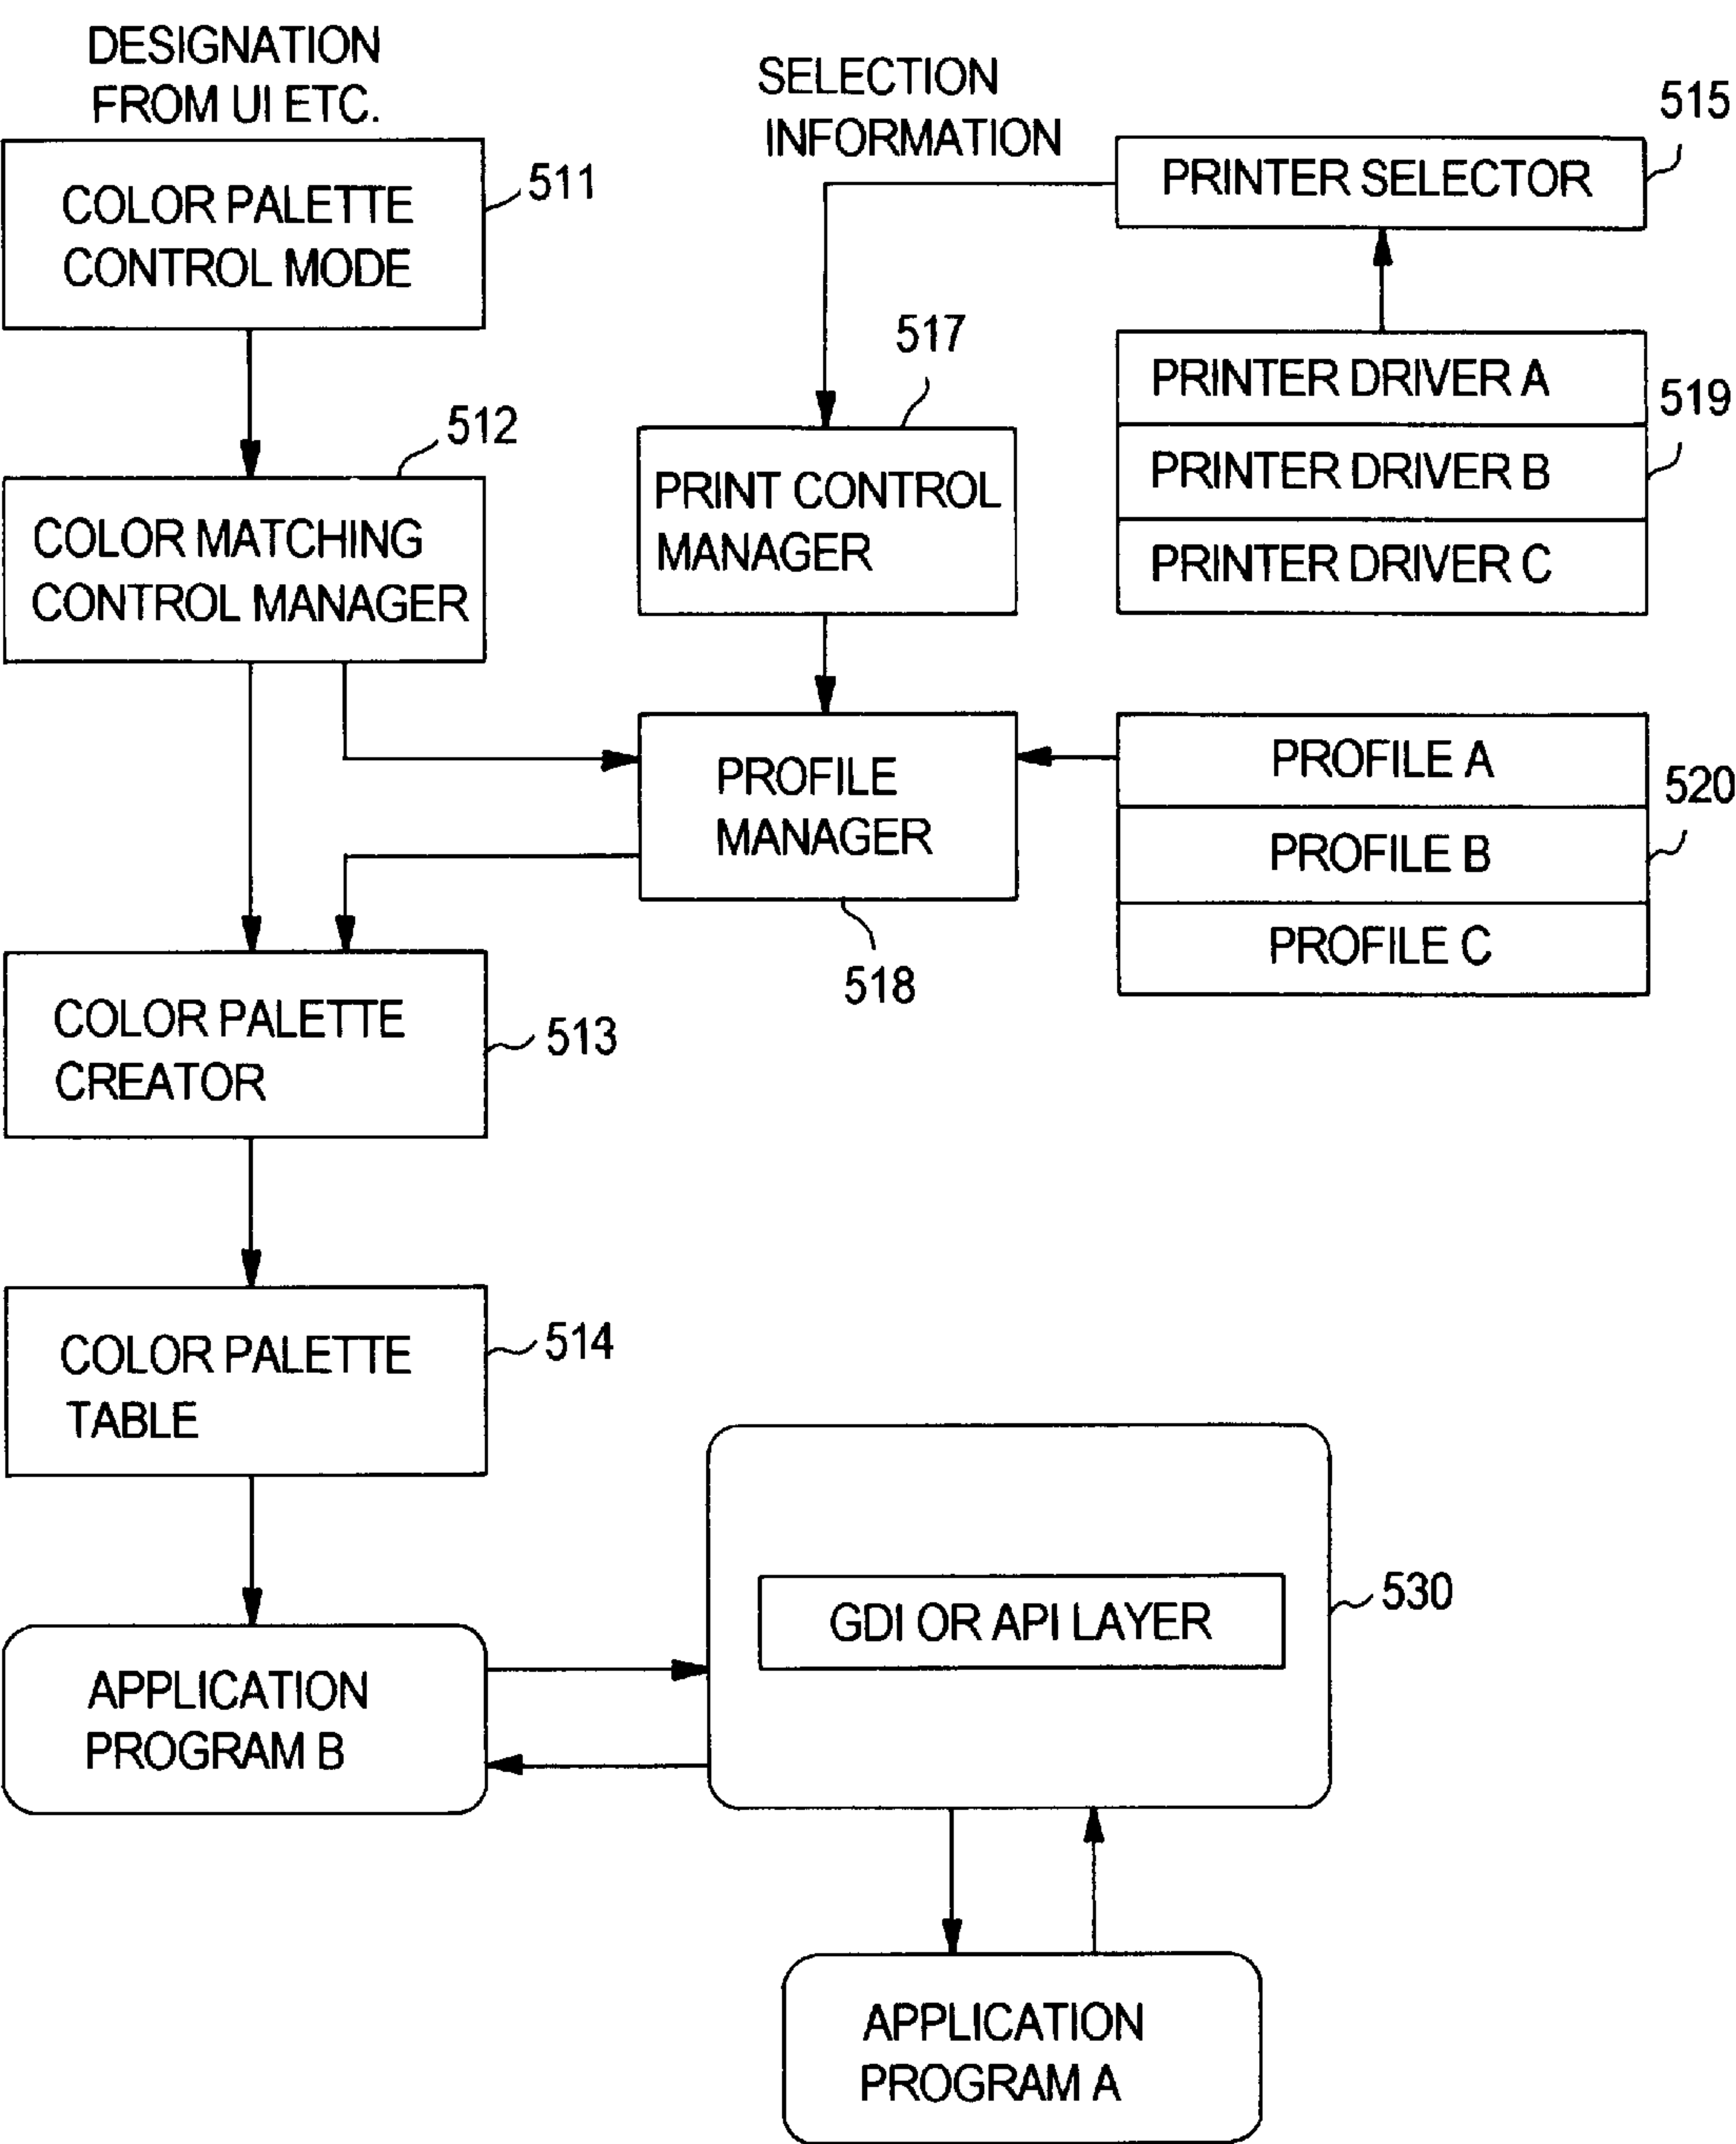 DESIGNATION
FROM UI ETC.
COLOR PALETTE
CONTROL MODE
511
SELECTION
INFORMATION
515
PRINTER SELECTOR
517
PRINTER DRIVER A
PRINTER DRIVER B
PRINTER DRIVER C
519
512
COLOR MATCHING
CONTROL MANAGER
PRINT CONTROL
MANAGER
PROFILE
MANAGER
518
PROFILE A
PROFILE B
PROFILE C
520
COLOR PALETTE
CREATOR
513
COLOR PALETTE
TABLE
514
GDI OR API LAYER
530
APPLICATION
PROGRAM B
APPLICATION
PROGRAM A